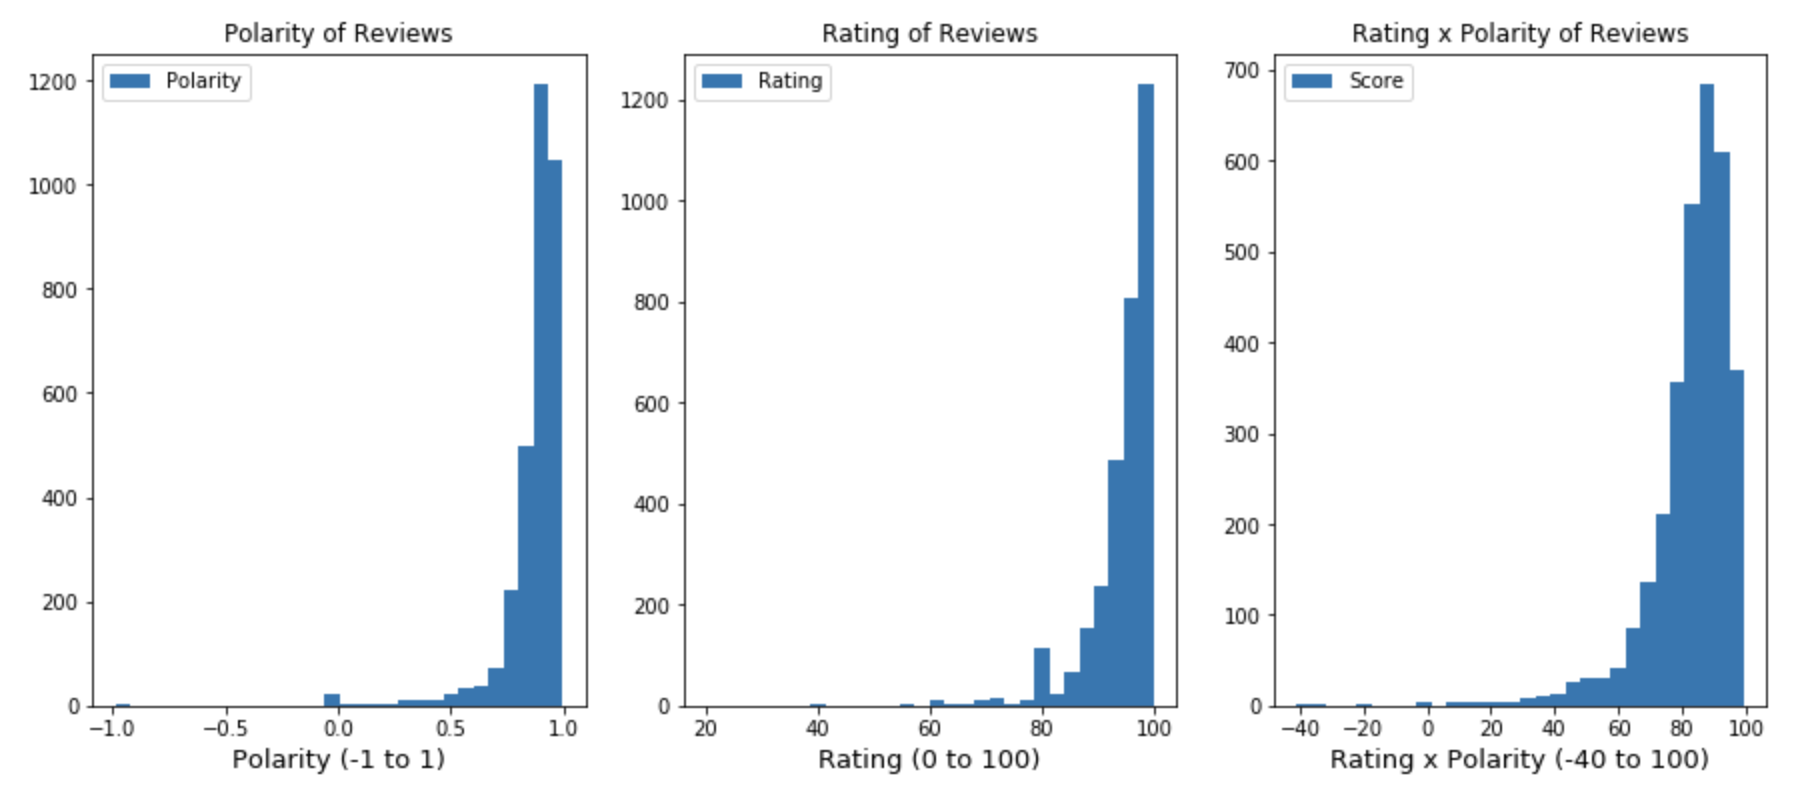 Polarity of Reviews
Polarity
1200
1000
800
600
400
200
0
−1.0 −0.5 0.0 0.5 1.0
Polarity (-1 to 1)
Rating of Reviews
Rating
1200
1000
800
600
400
200
0
20 40 60 80 100
Rating (0 to 100)
Rating x Polarity of Reviews
Score
700
600
500
400
300
200
100
0
−40 −20 0 20 40 60 80 100
Rating x Polarity (-40 to 100)